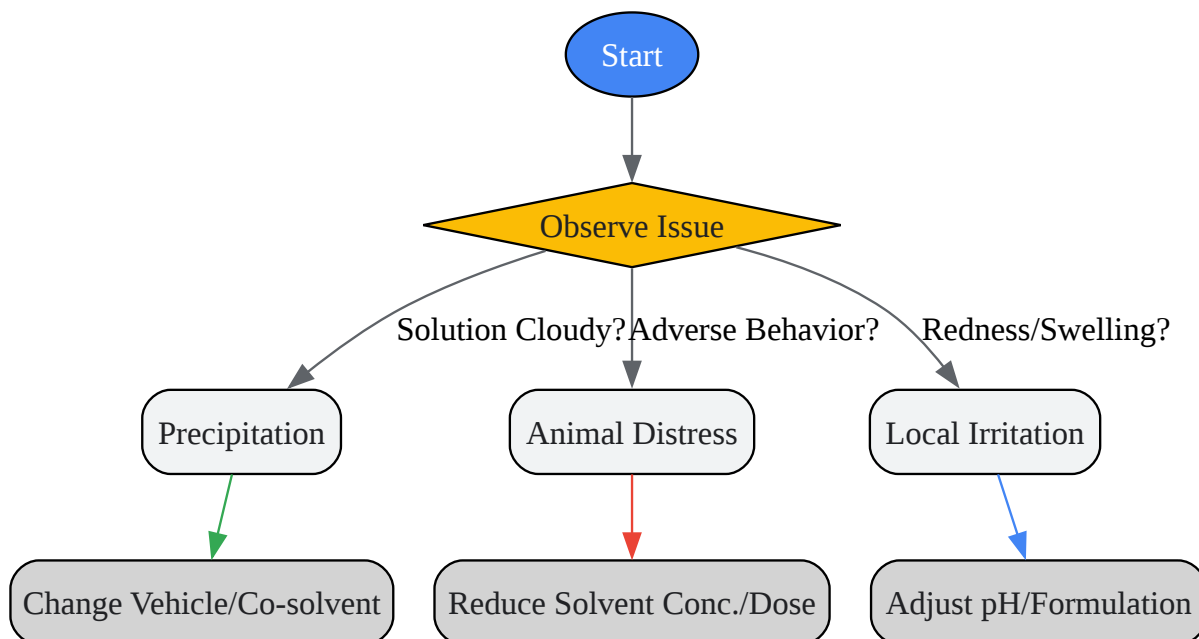 Start
Observe Issue
Solution Cloudy?
Adverse Behavior?
Redness/Swelling?
Precipitation
Animal Distress
Local Irritation
Change Vehicle/Co-solvent
Reduce Solvent Conc./Dose
Adjust pH/Formulation